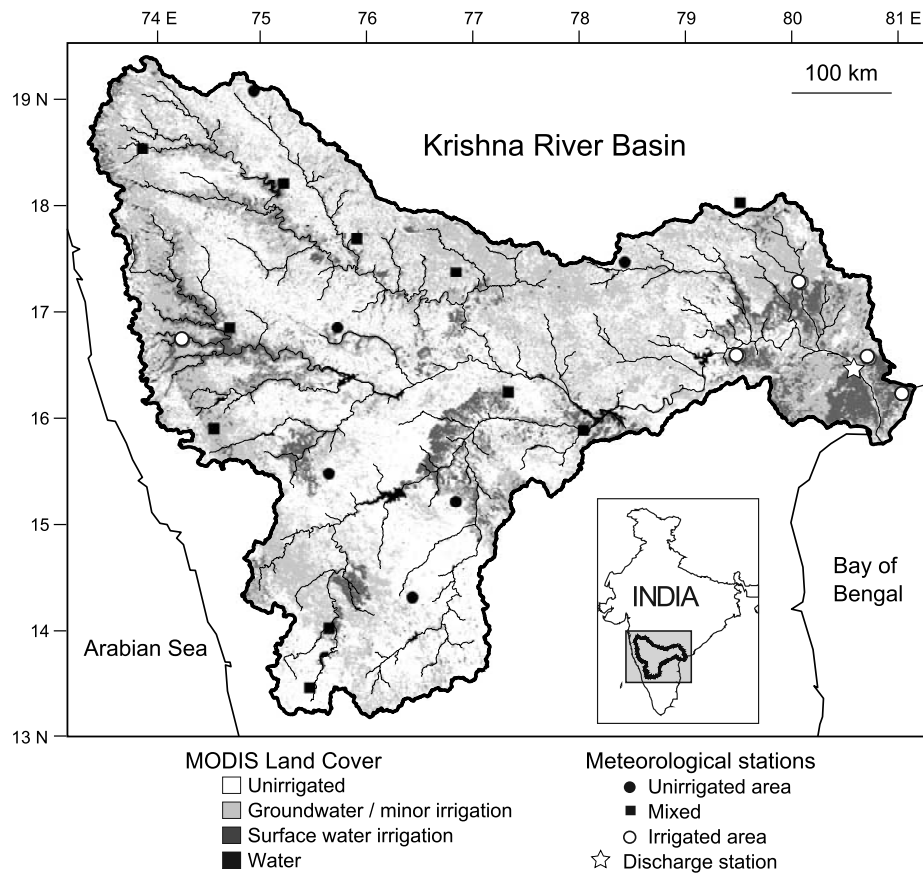 74 E 75 76 77 78 79 80 81 E
100 km
19 N
Krishna River Basin
18
17
16
15
INDIA
Bay of
Bengal
14
Arabian Sea
13 N
MODIS Land Cover
Unirrigated
Groundwater / minor irrigation
Surface water irrigation
Water
Meteorological stations
Unirrigated area
Mixed
Irrigated area
Discharge station